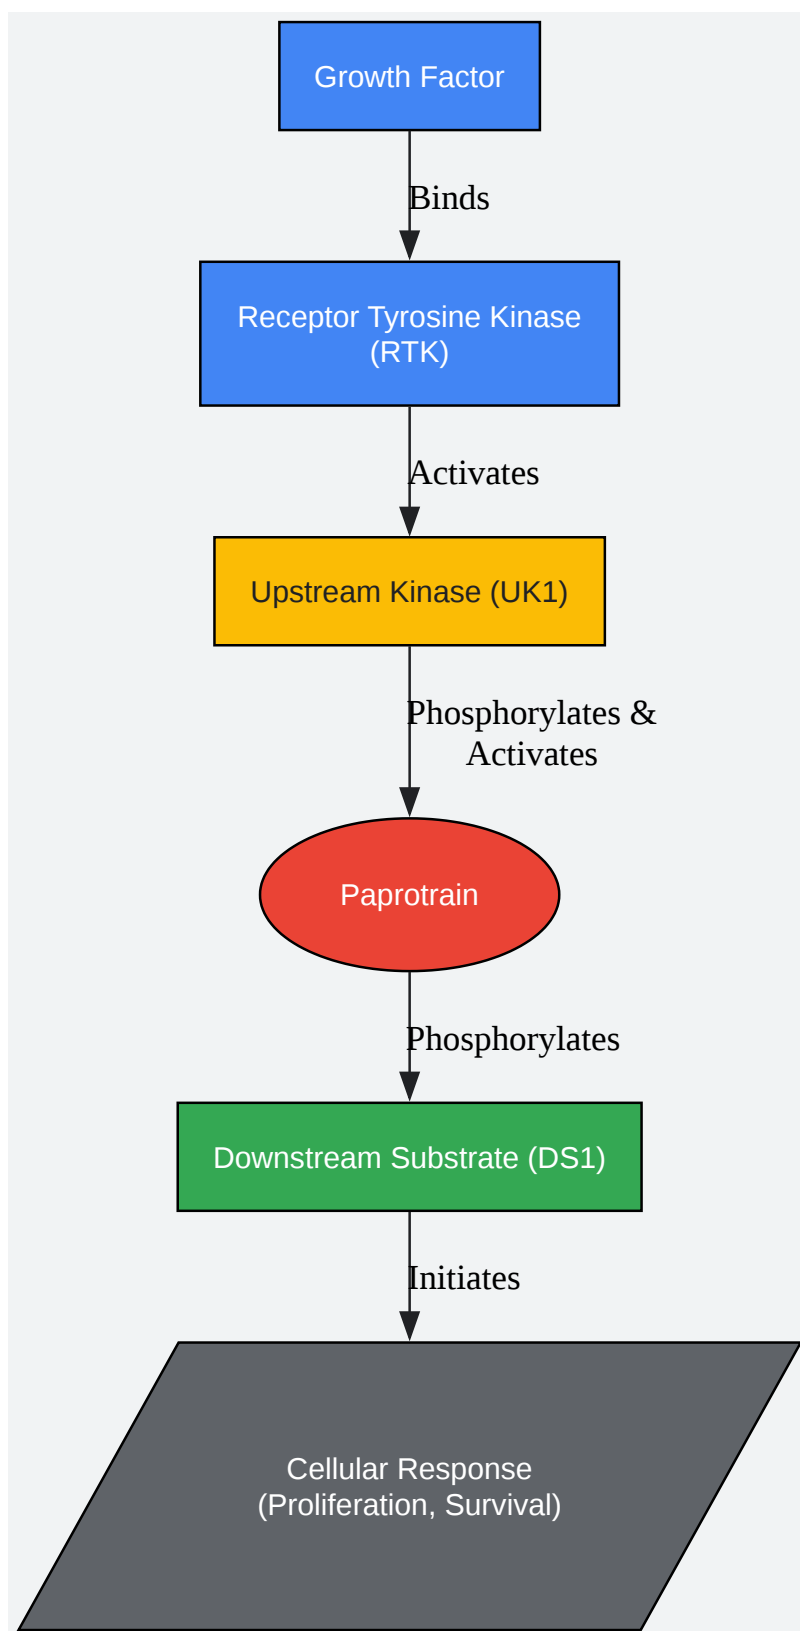 Growth Factor
Binds
Receptor Tyrosine Kinase
(RTK)
Activates
Upstream Kinase (UK1)
Phosphorylates &
Activates
Paprotrain
Phosphorylates
Downstream Substrate (DS1)
Initiates
Cellular Response
(Proliferation, Survival)